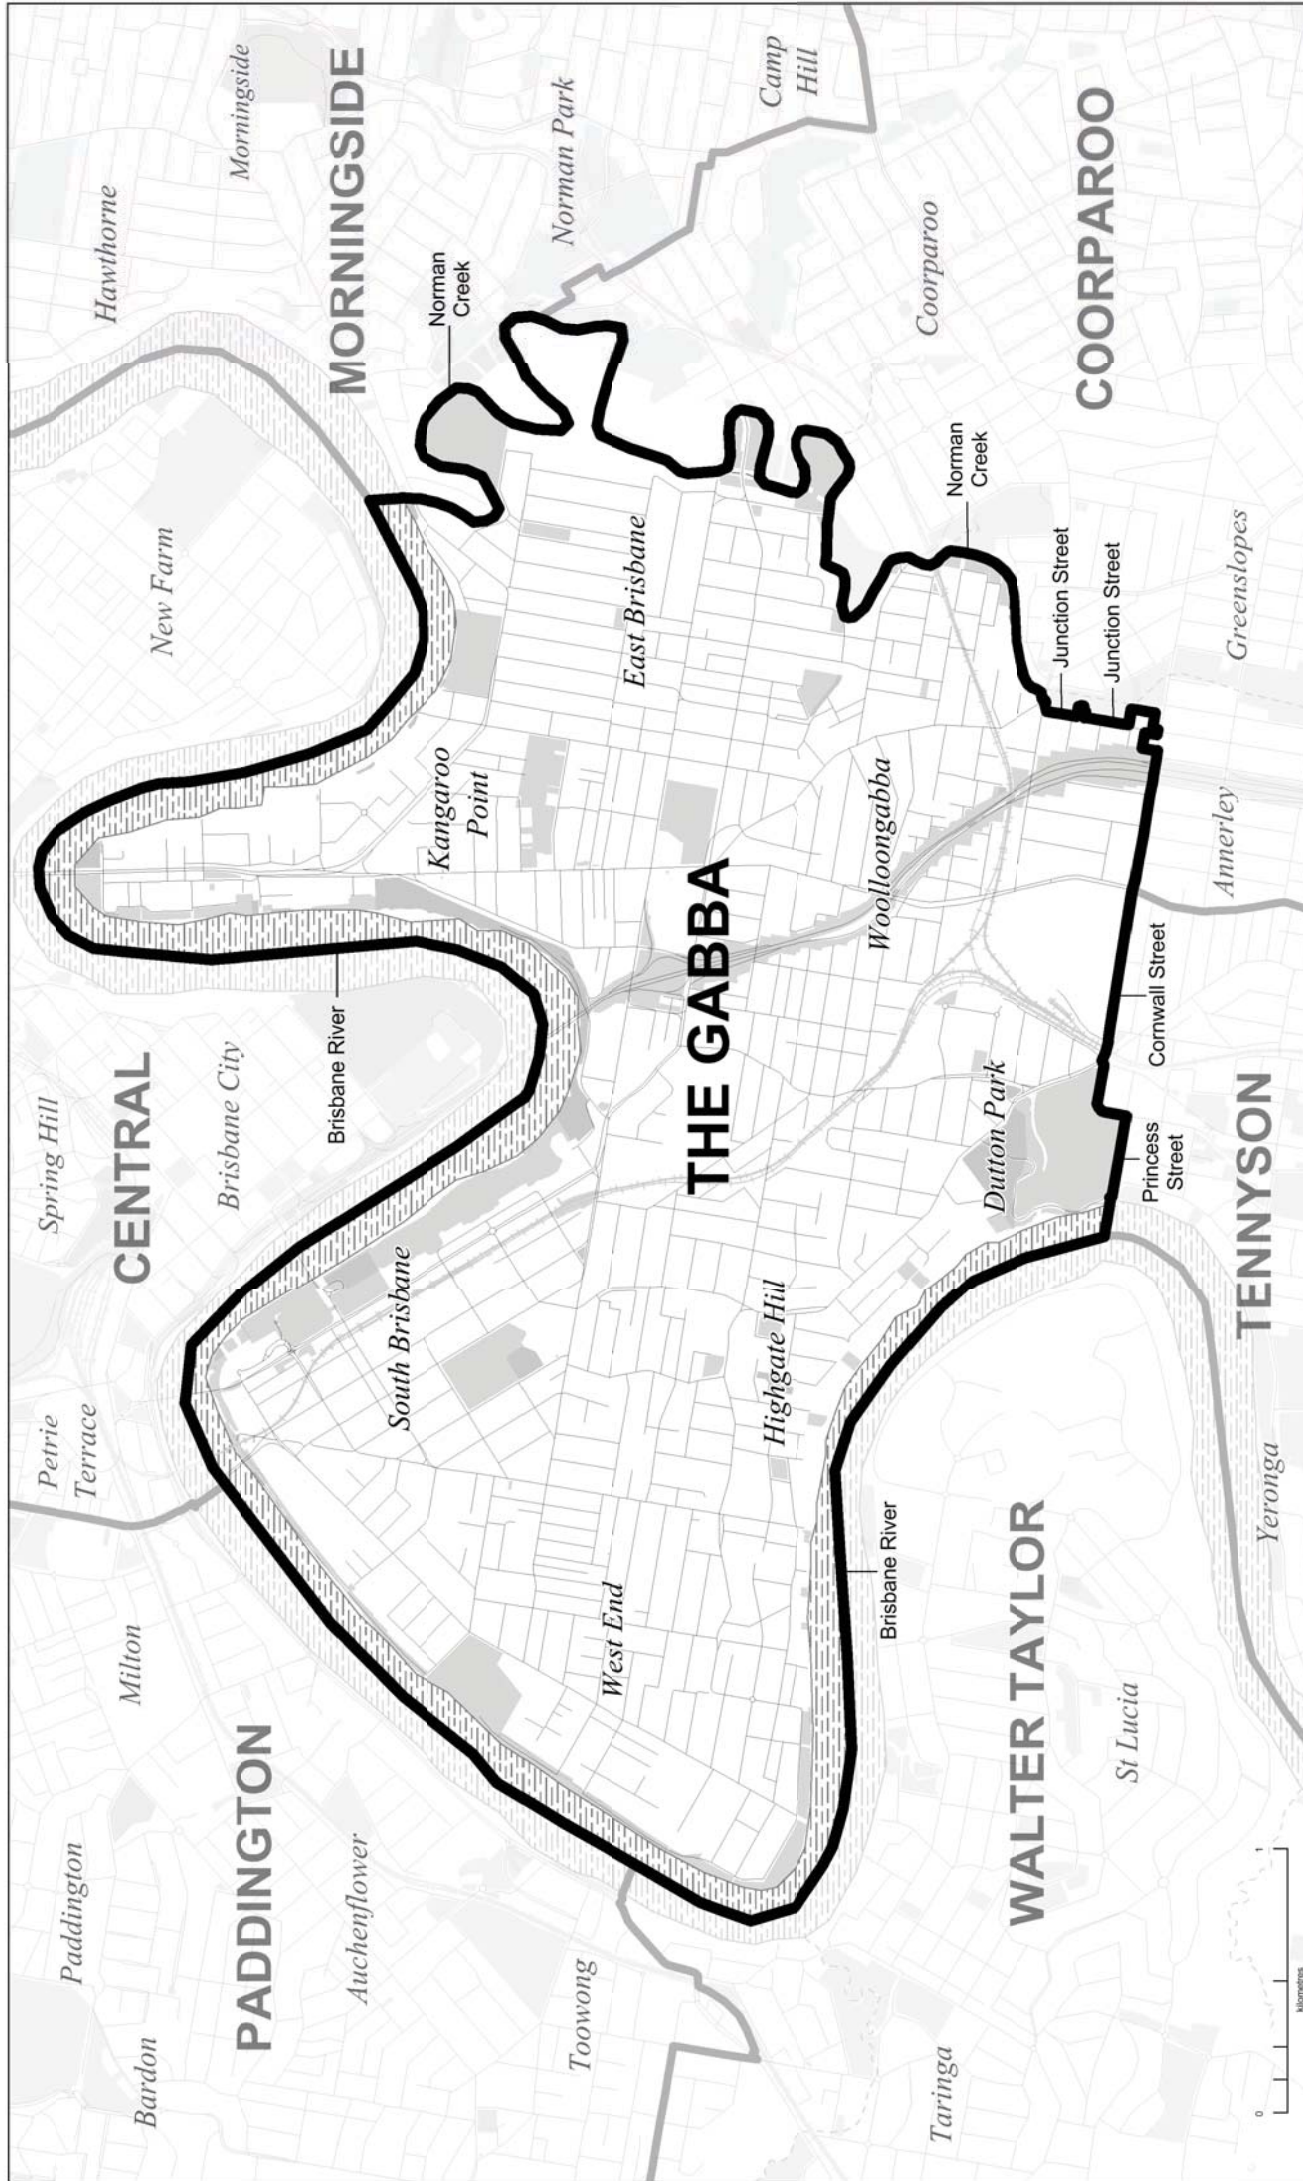 Bardon
Paddington
PADDINGTON
Auchenflower
Milton
Petrie
Terrace
Spring Hill
CENTRAL
Brisbane City
Brisbane River
New Farm
Hawthorne
Morningside
MORNINGSIDE
Norman Park
Norman
Creek
Camp
Hill
Toowong
South Brisbane
Kangaroo
Point
West End
East Brisbane
THE GABBA
Highgate Hill
Woolloongabba
Dutton Park
Coorparoo
Norman
Creek
COORPAROO
Junction Street
Junction Street
Greenslopes
Taringa
Brisbane River
WALTER TAYLOR
St Lucia
Princess
Street
Cornwall Street
Annerley
TENNYSON
Yeronga
0
1
kilometres